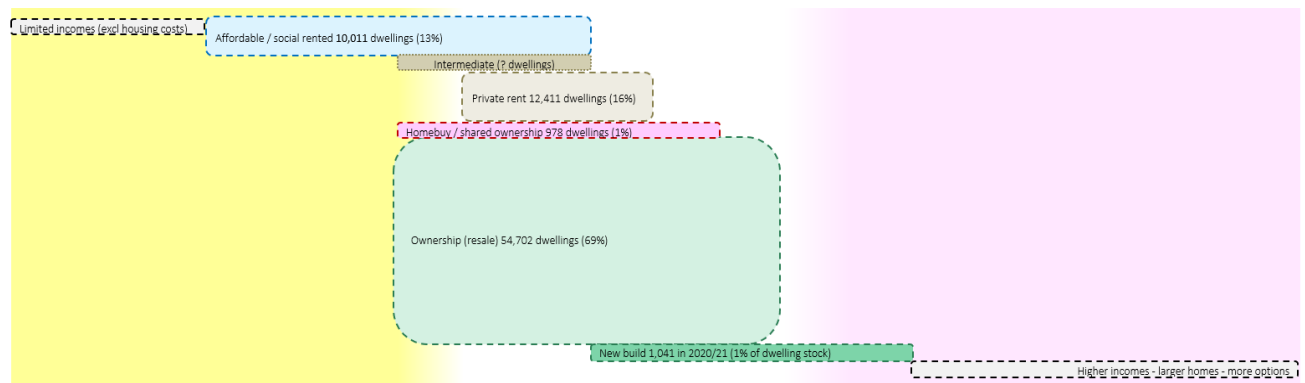 Limited incomes (excl housing costs)
Affordable / social rented 10,011 dwellings (13%)
Intermediate (? dwellings)
Private rent 12,411 dwellings (16%)
Homebuy / shared ownership 978 dwellings (1%)
Ownership (resale) 54,702 dwellings (69%)
New build 1,041 in 2020/21 (1% of dwelling stock)
Higher incomes - larger homes - more options